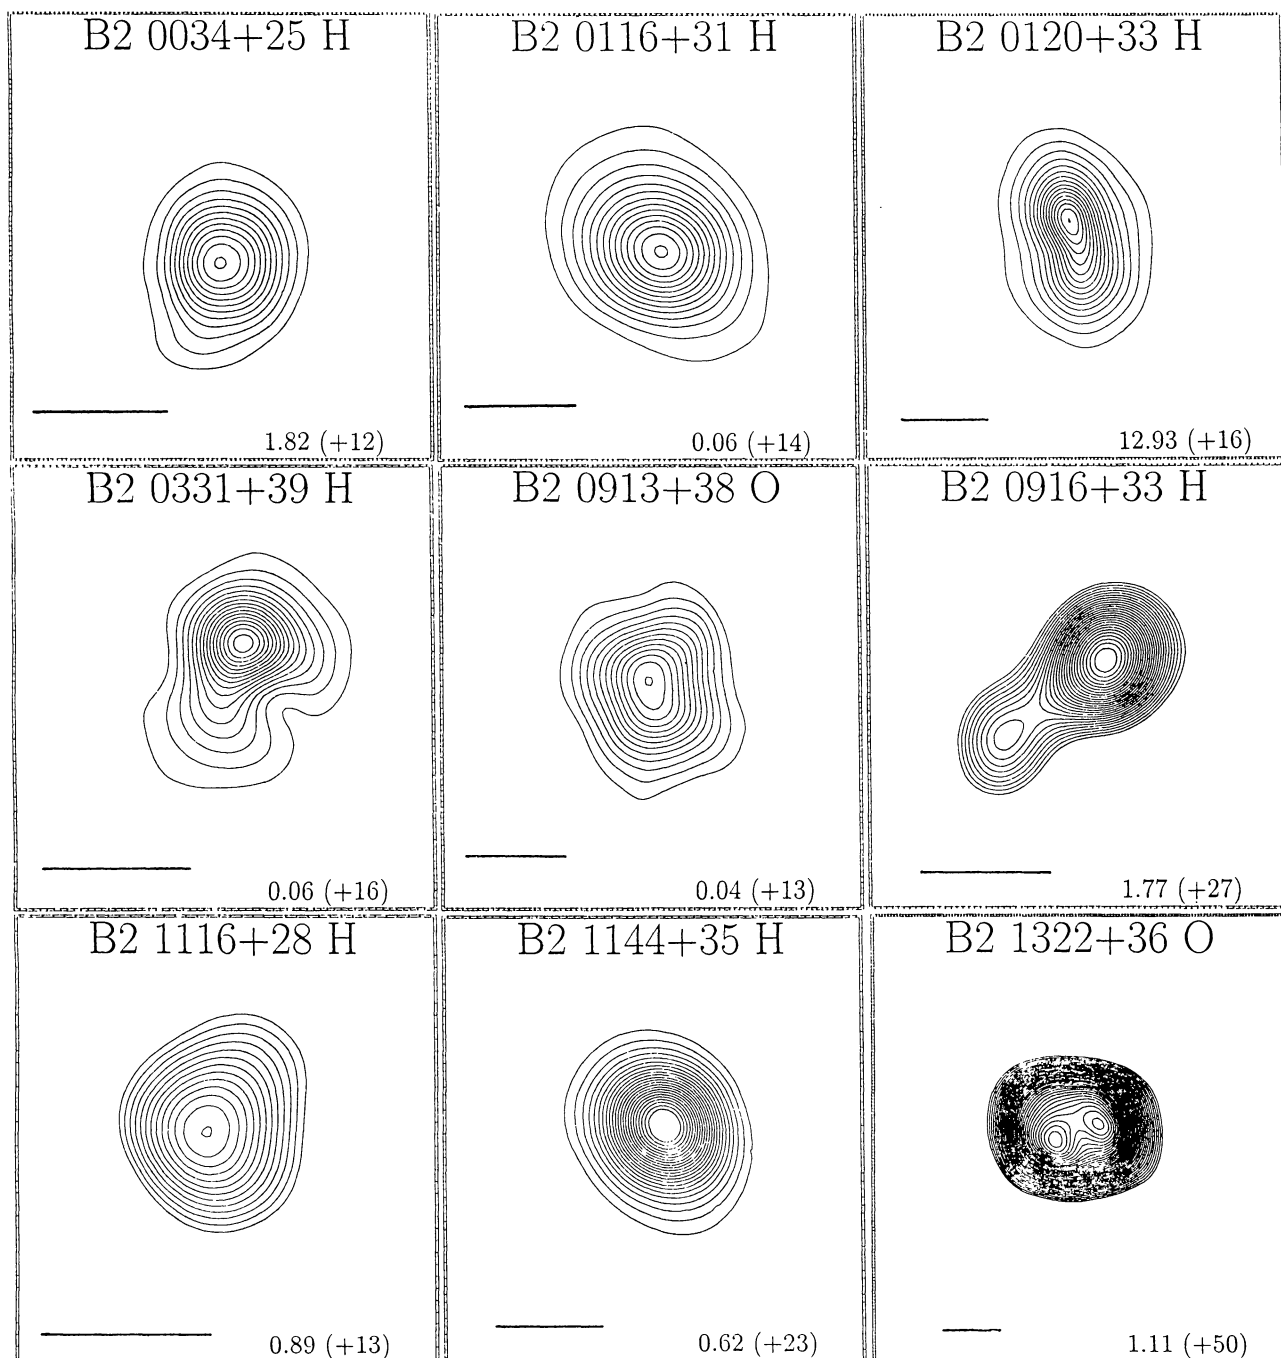 B2 0034+25 H
B2 0116+31 H
B2 0120+33 H
1.82 (+12)
0.06 (+14)
12.93 (+16)
B2 0331+39 H
B2 0913+38 O
B2 0916+33 H
0.06 (+16)
0.04 (+13)
1.77 (+27)
B2 1116+28 H
B2 1144+35 H
B2 1322+36 O
0.89 (+13)
0.62 (+23)
1.11 (+50)